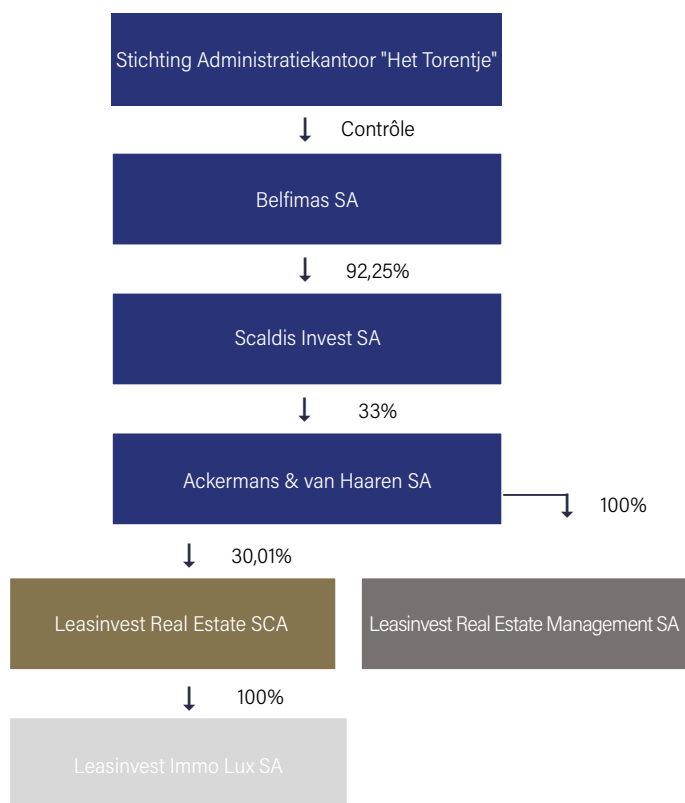 Stichting Administratiekantoor "Het Torentje"
Contrôle
Belfimas SA
92,25%
Scaldis Invest SA
33%
Ackermans & van Haaren SA
100%
30,01%
Leasinvest Real Estate SCA
Leasinvest Real Estate Management SA
100%
Leasinvest Immo Lux SA